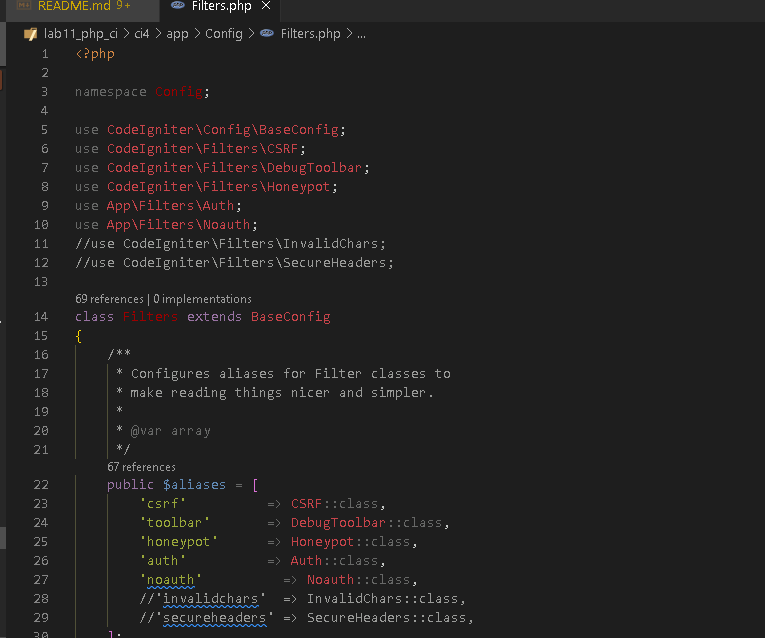 README.md 9+ Filters.php ×
lab11_php_ci > ci4 > app > Config > Filters.php > ...
1 <?php
2
3 namespace Config;
4
5 use CodeIgniter\Config\BaseConfig;
6 use CodeIgniter\Filters\CSRF;
7 use CodeIgniter\Filters\DebugToolbar;
8 use CodeIgniter\Filters\Honeypot;
9 use App\Filters\Auth;
10 use App\Filters\Noauth;
11 //use CodeIgniter\Filters\InvalidChars;
12 //use CodeIgniter\Filters\SecureHeaders;
13
69 references | 0 implementations
14 class Filters extends BaseConfig
15 {
16 /**
17 * Configures aliases for Filter classes to
18 * make reading things nicer and simpler.
19 *
20 * @var array
21 */
67 references
22 public $aliases = [
23 'csrf' => CSRF::class,
24 'toolbar' => DebugToolbar::class,
25 'honeypot' => Honeypot::class,
26 'auth' => Auth::class,
27 'noauth' => Noauth::class,
28 //'invalidchars' => InvalidChars::class,
29 //'secureheaders' => SecureHeaders::class,
30 ];